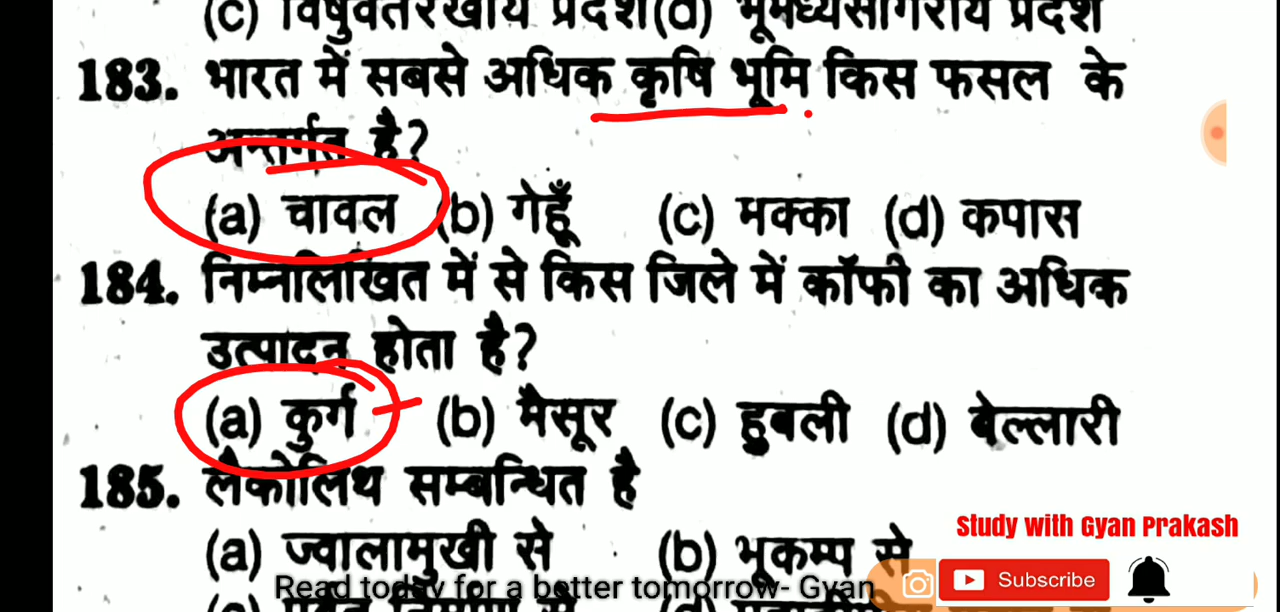 (c) विषुवतरेखीय प्रदेश(d) भूमध्यसागरीय प्रदेश
183. भारत में सबसे अधिक कृषि भूमि किस फसल के
अन्तर्गत है?
(a) चावल (b) गेहूँ (c) मक्का (d) कपास
184. निम्नलिखित में से किस जिले में कॉफी का अधिक
उत्पादन होता है?
(a) कुर्ग (b) मैसूर (c) हुबली (d) बेल्लारी
185. लैकोलिथ सम्बन्धित है
Study with Gyan Prakash
(a) ज्वालामुखी से (b) भूकम्प से
Read today for a better tomorrow- Gyan
Subscribe